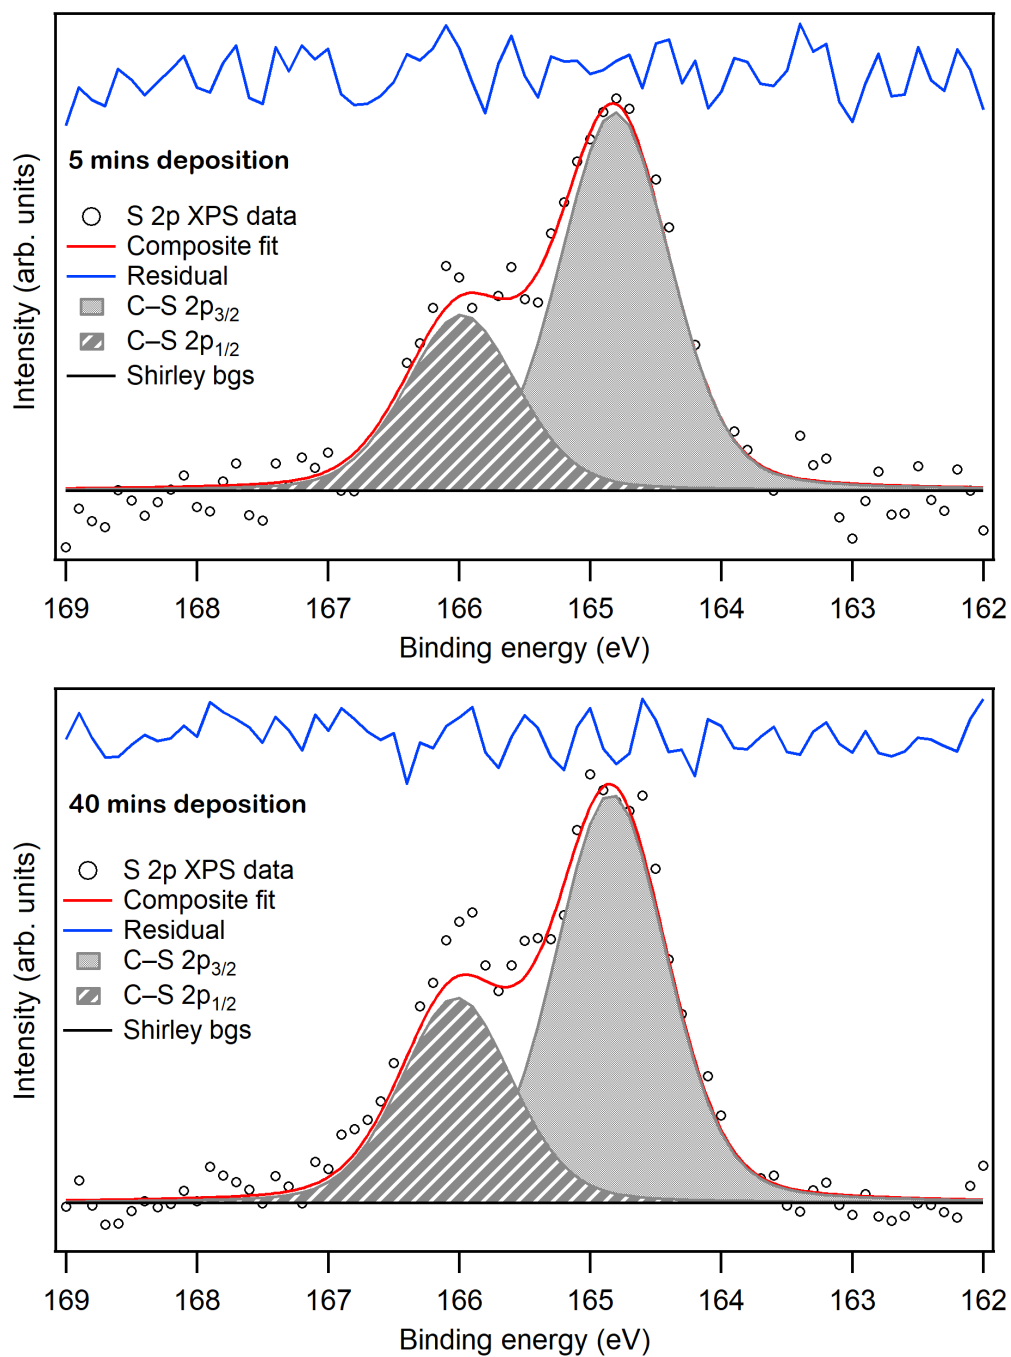 5 mins deposition
S 2p XPS data
Composite fit
Residual
C–S 2p3/2
C–S 2p1/2
Shirley bgs
Intensity (arb. units)
169 168 167 166 165 164 163 162
Binding energy (eV)
40 mins deposition
S 2p XPS data
Composite fit
Residual
C–S 2p3/2
C–S 2p1/2
Shirley bgs
Intensity (arb. units)
169 168 167 166 165 164 163 162
Binding energy (eV)